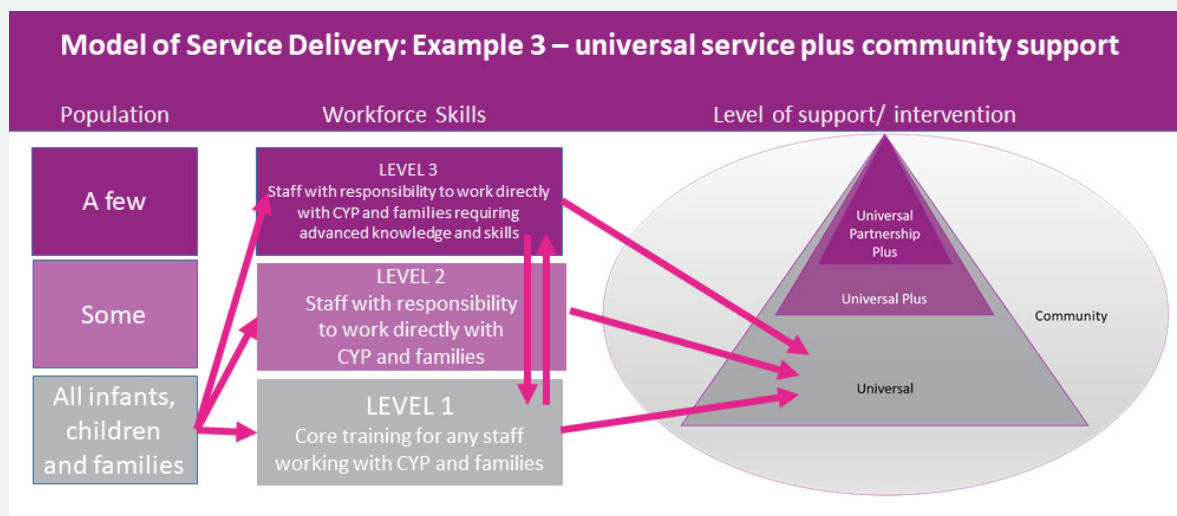 Model of Service Delivery: Example 3 – universal service plus community support
Population
Workforce Skills
Level of support/ intervention
A few
LEVEL 3
Staff with responsibility to work directly
with CYP and families requiring
advanced knowledge and skills
Some
LEVEL 2
Staff with responsibility
to work directly with
CYP and families
All infants,
children
and families
LEVEL 1
Core training for any staff
working with CYP and families
Universal
Partnership
Plus
Universal Plus
Community
Universal